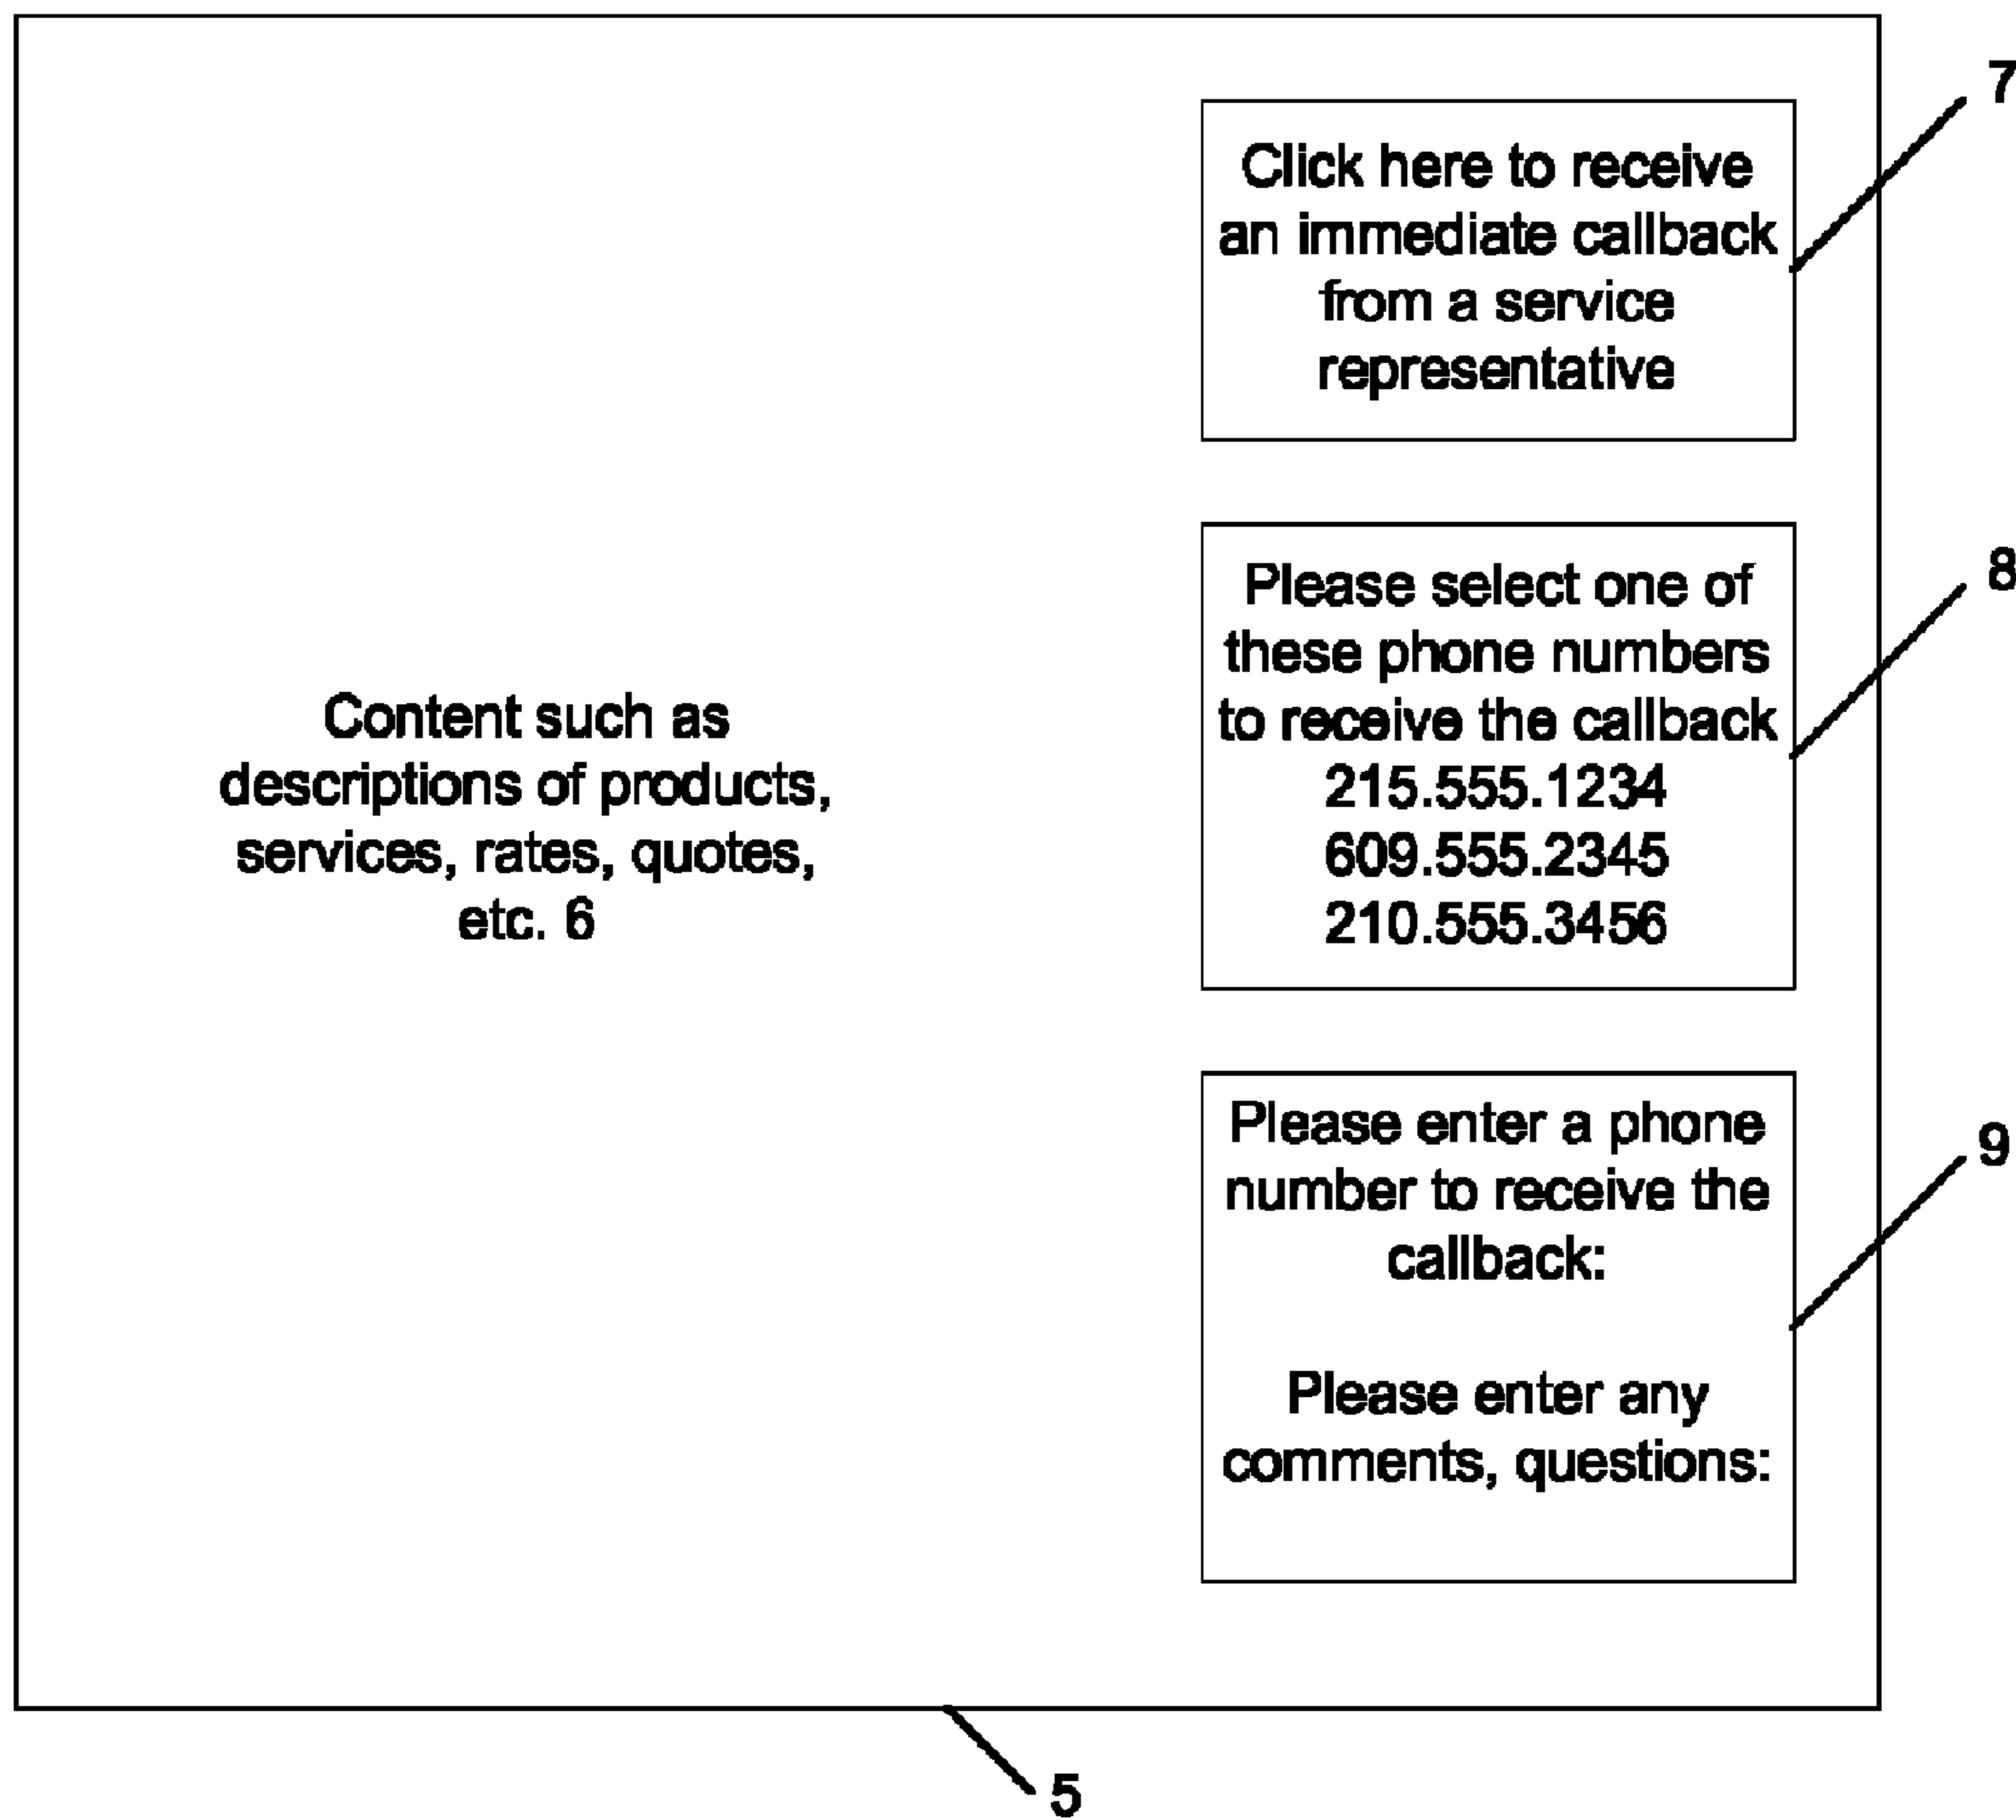 Content such as
descriptions of products,
services, rates, quotes,
etc. 6
Click here to receive
an immediate callback
from a service
representative
7
Please select one of
these phone numbers
to receive the callback
215.555.1234
609.555.2345
210.555.3456
8
Please enter a phone
number to receive the
callback:
Please enter any
comments, questions:
9
5